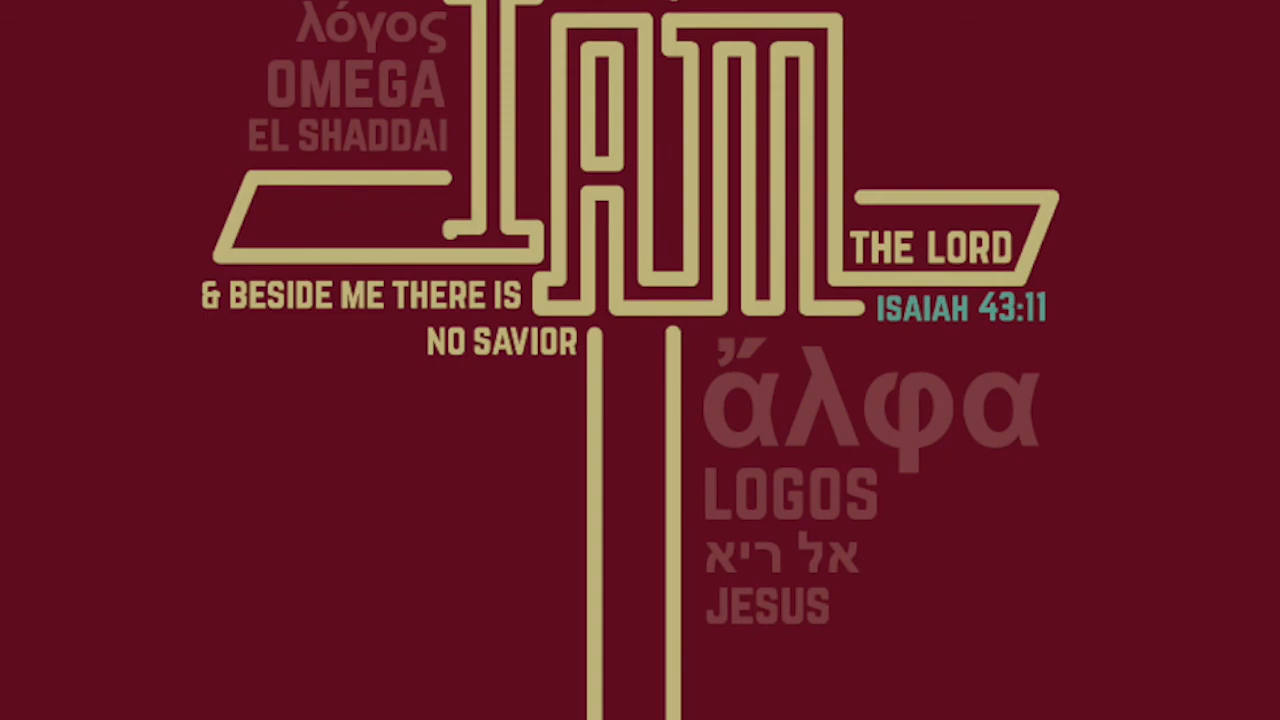 λόγος
OMEGA
EL SHADDAI
I AM
THE LORD
& BESIDE ME THERE IS
NO SAVIOR
ISAIAH 43:11
ἄλφα
LOGOS
אל ריא
JESUS